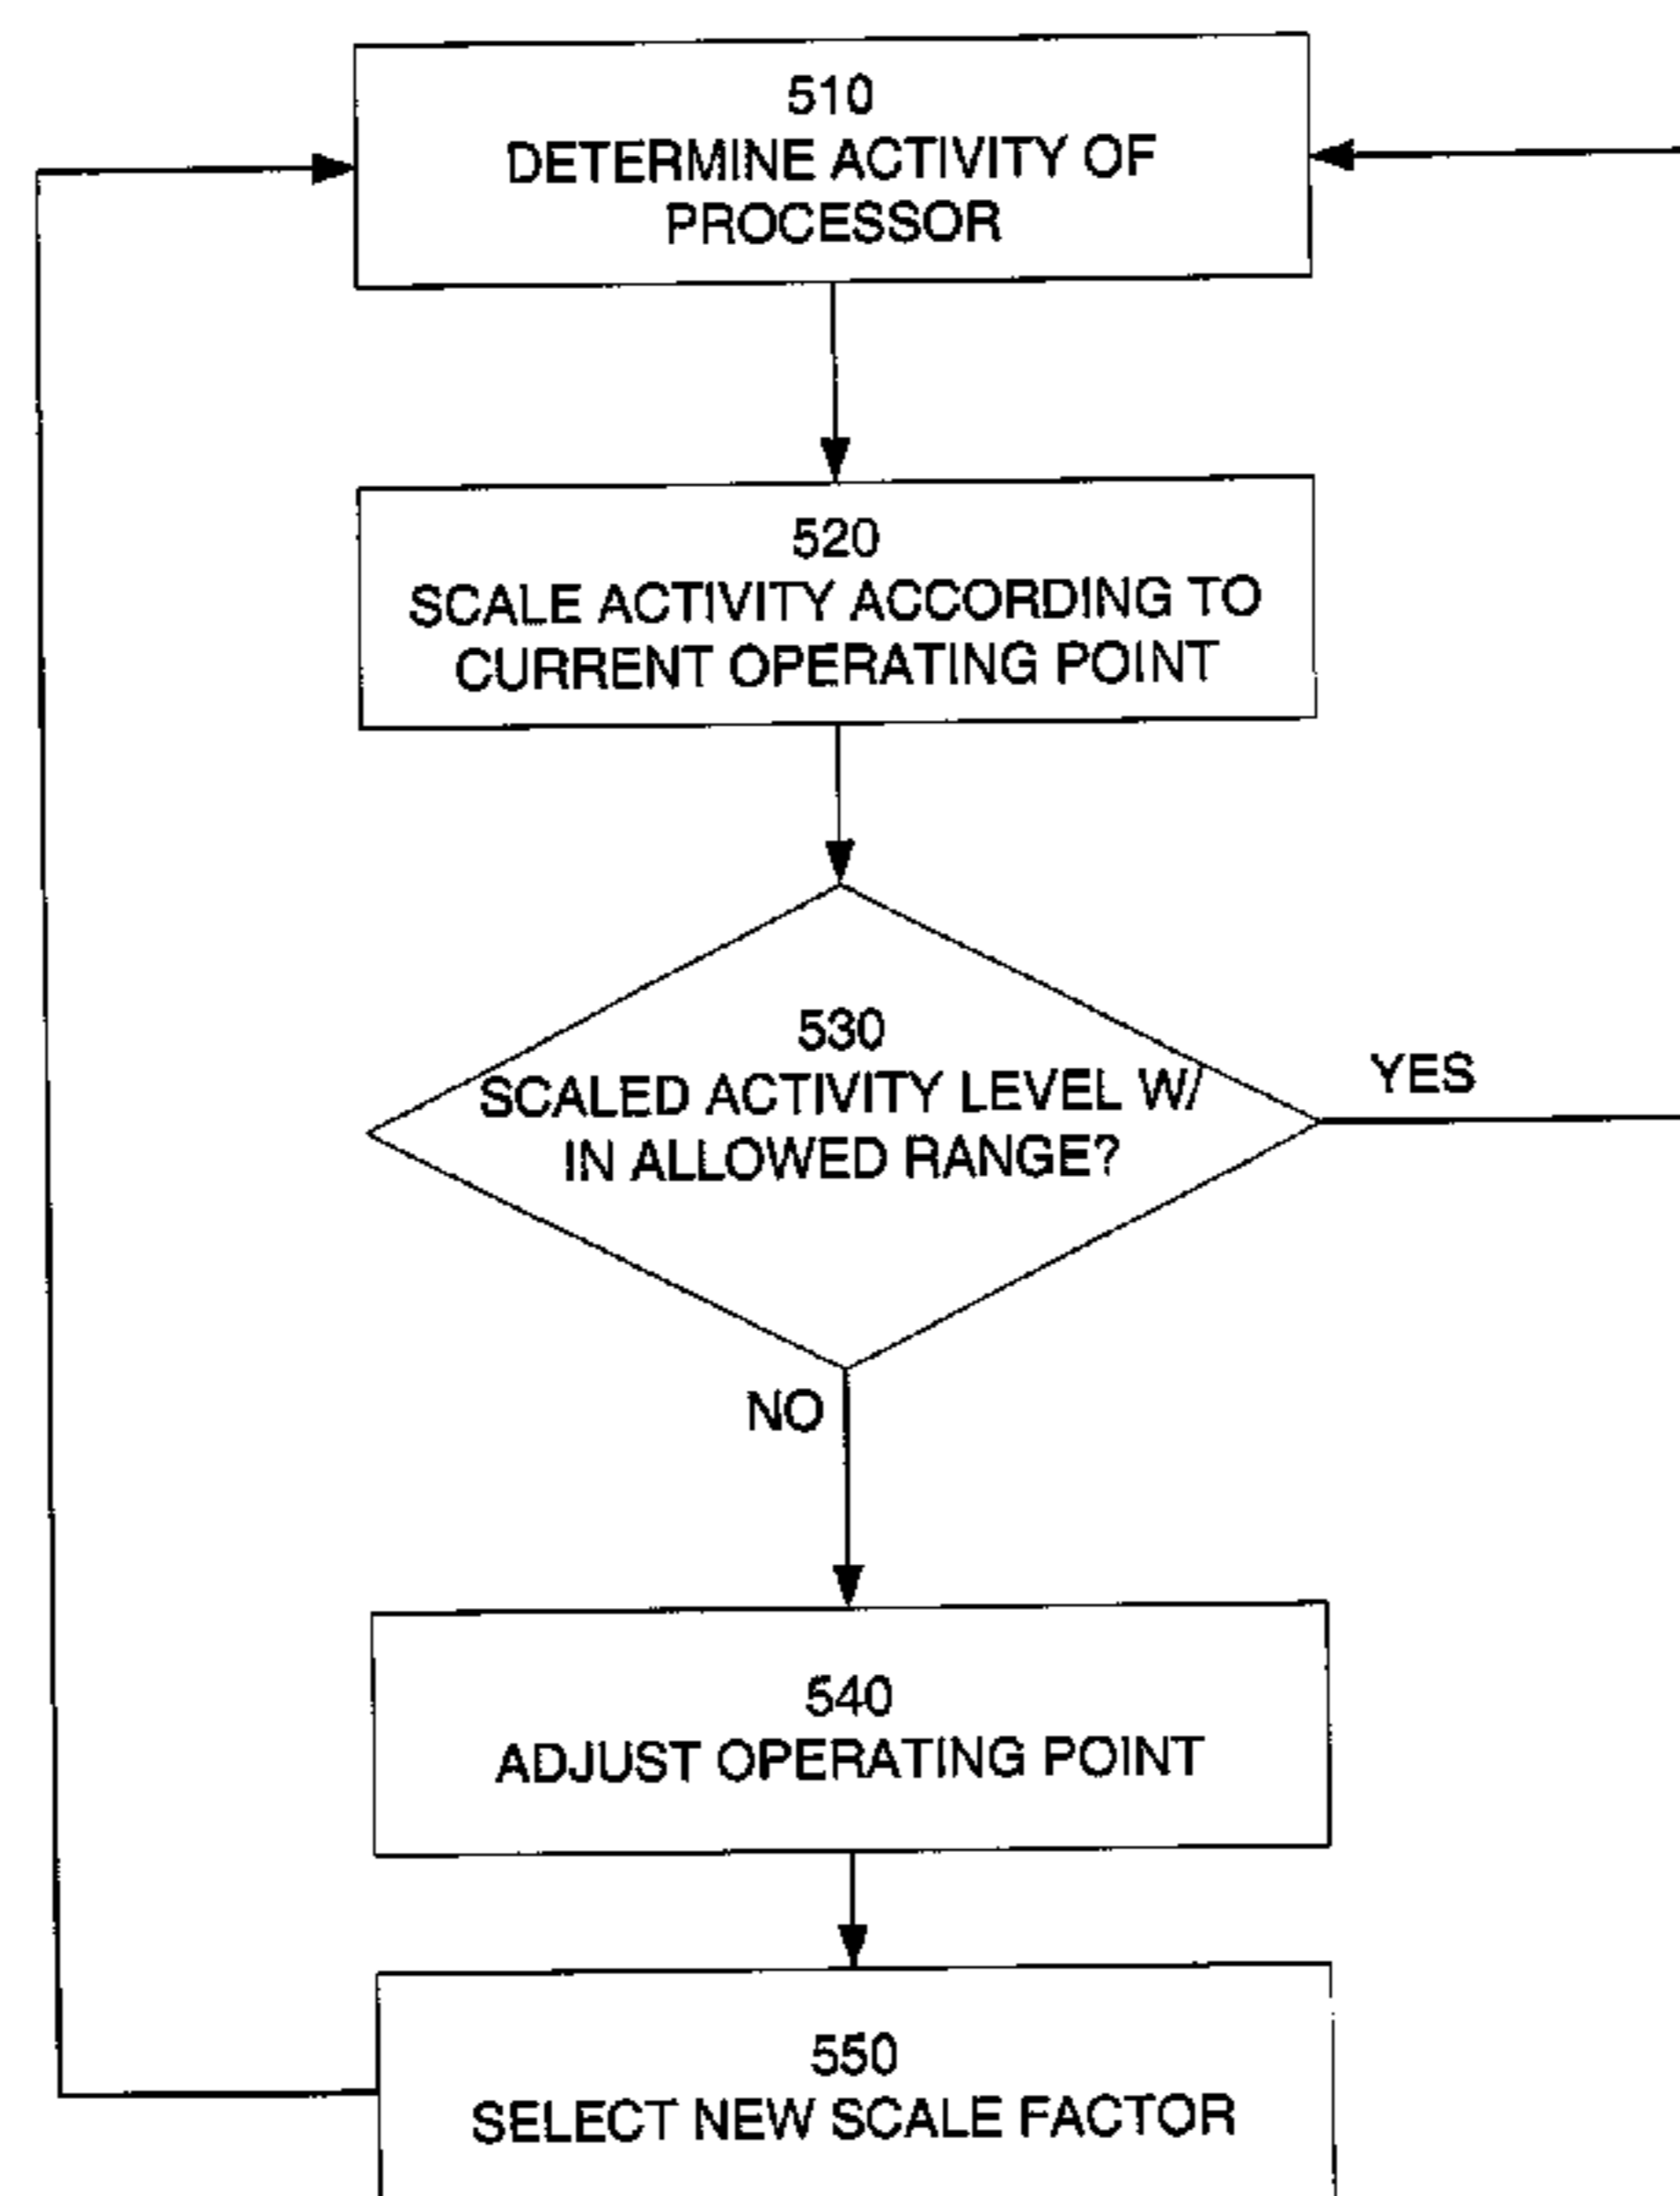 510
DETERMINE ACTIVITY OF
PROCESSOR
520
SCALE ACTIVITY ACCORDING TO
CURRENT OPERATING POINT
530
SCALED ACTIVITY LEVEL W/
IN ALLOWED RANGE?
YES
NO
540
ADJUST OPERATING POINT
550
SELECT NEW SCALE FACTOR